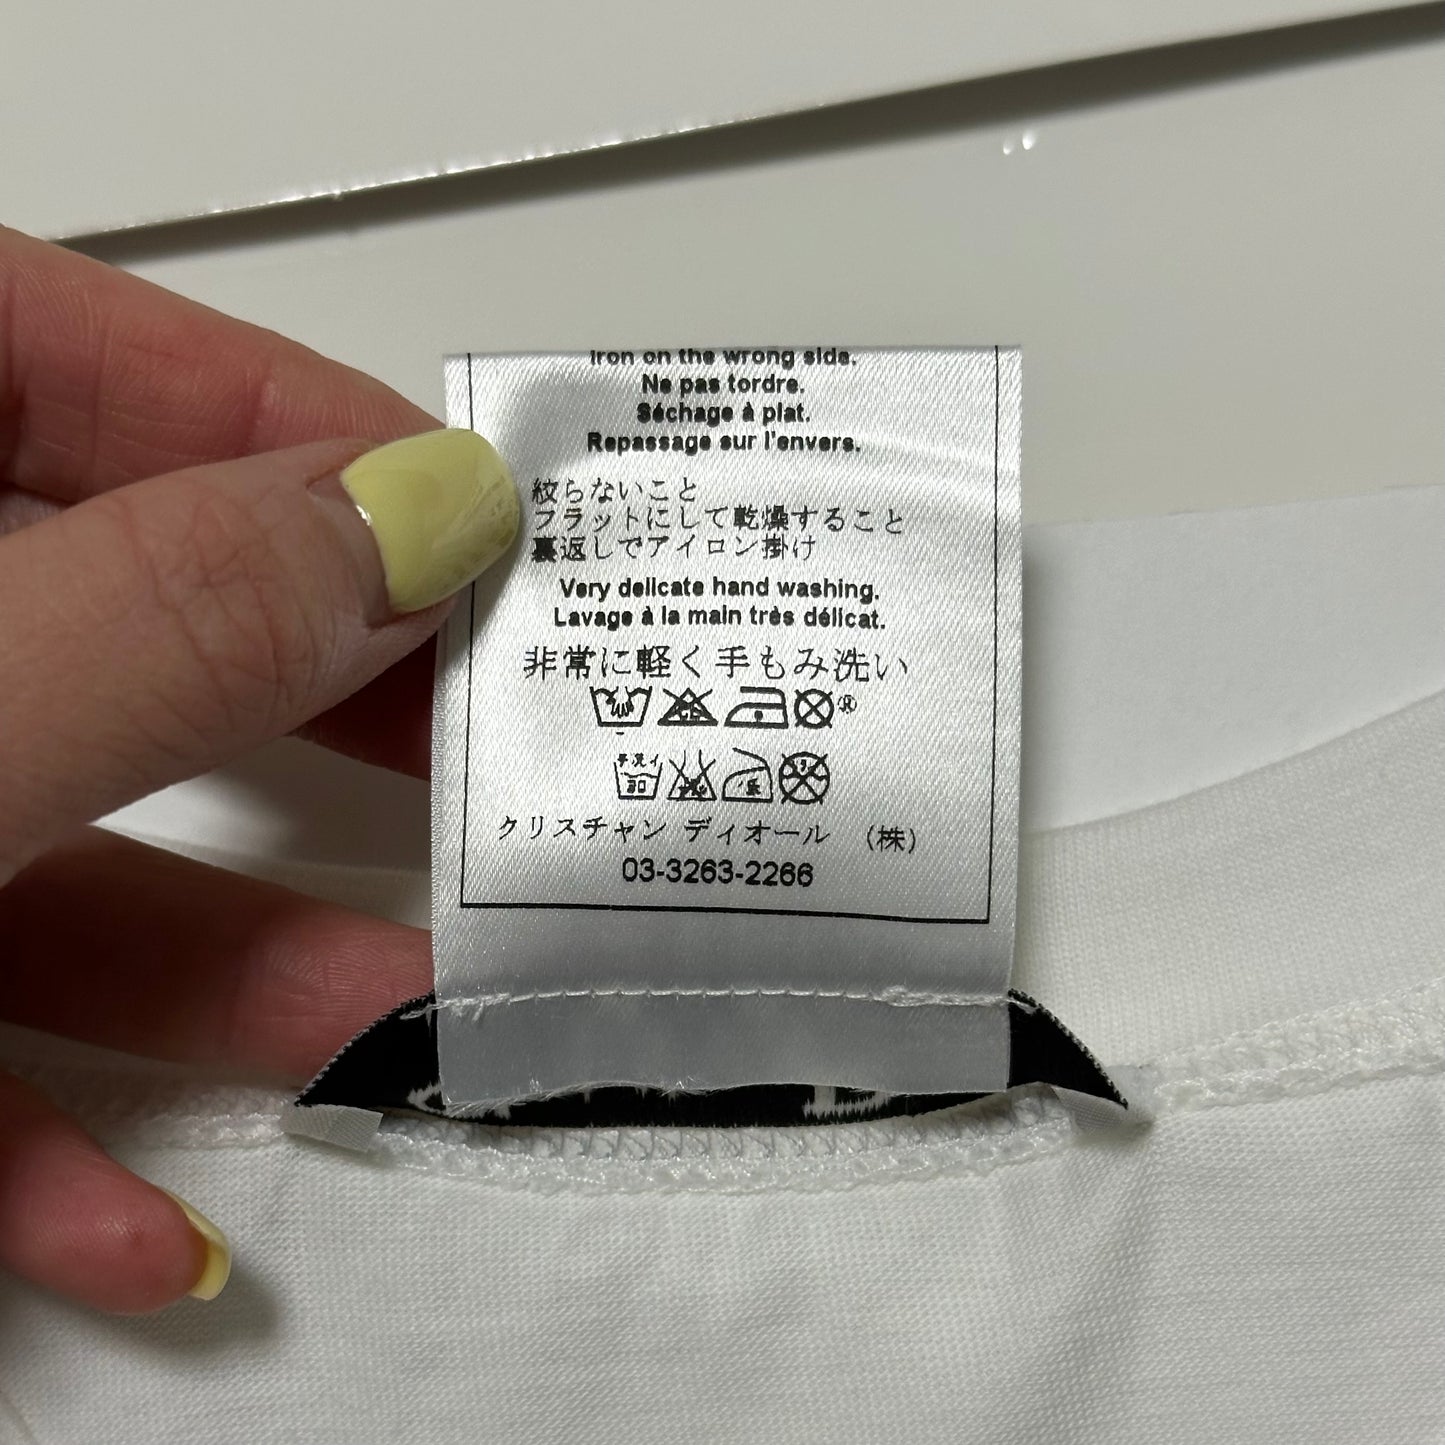 Iron on the wrong side.
Ne pas tordre.
Séchage à plat.
Repassage sur l'envers.
絞らないこと
フラットにして乾燥すること
裏返しでアイロン掛け
Very delicate hand washing.
Lavage à la main très délicat.
非常に軽く手もみ洗い
CL
®
手洗イ
30
クリスチャン ディオール （株）
03-3263-2266